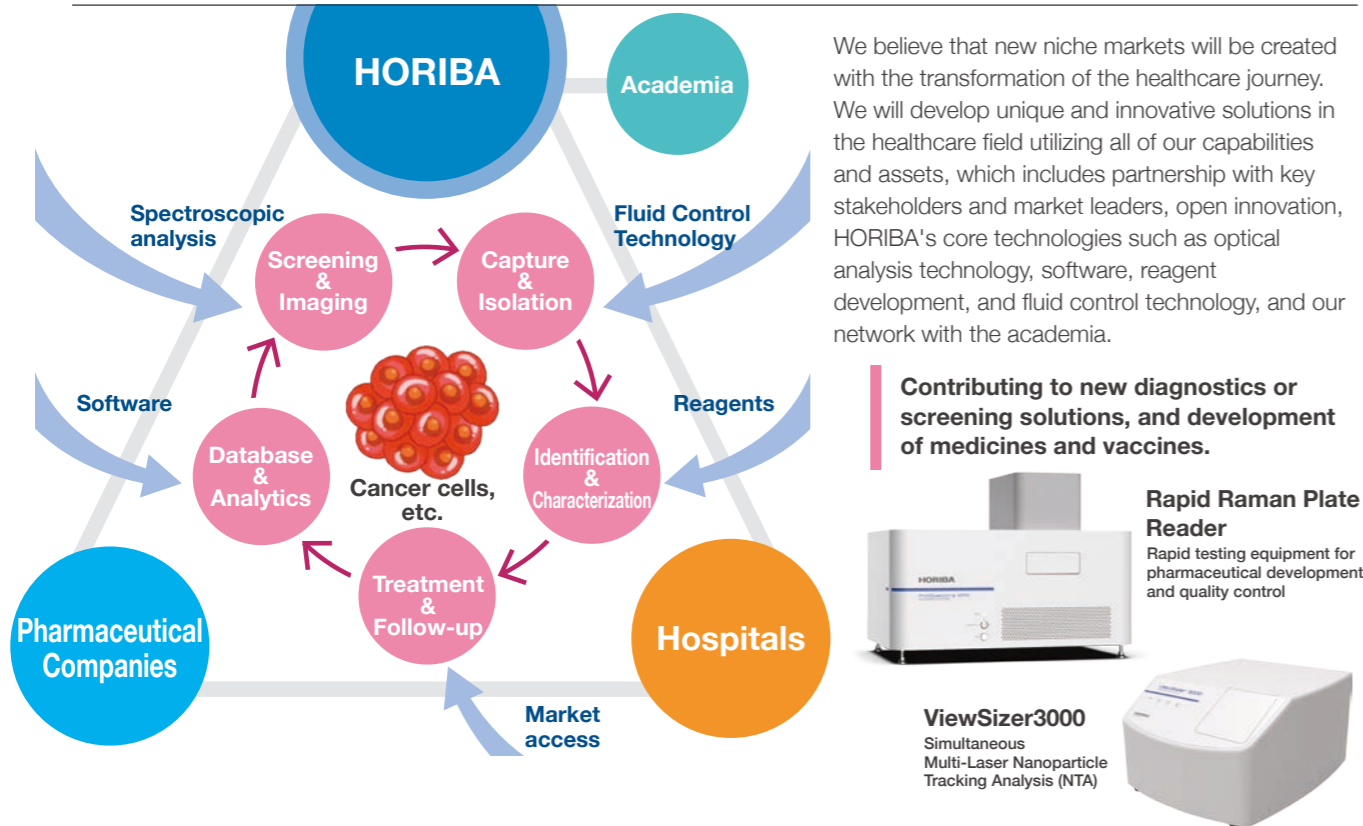 HORIBA
Academia
Spectroscopic
analysis
Fluid Control
Technology
Screening
&
Imaging
Capture
&
Isolation
Software
Reagents
Database
&
Analytics
Cancer cells,
etc.
Identification
&
Characterization
Treatment
&
Follow-up
Pharmaceutical
Companies
Hospitals
Market
access
We believe that new niche markets will be created
with the transformation of the healthcare journey.
We will develop unique and innovative solutions in
the healthcare field utilizing all of our capabilities
and assets, which includes partnership with key
stakeholders and market leaders, open innovation,
HORIBA's core technologies such as optical
analysis technology, software, reagent
development, and fluid control technology, and our
network with the academia.
Contributing to new diagnostics or
screening solutions, and development
of medicines and vaccines.
Rapid Raman Plate
Reader
Rapid testing equipment for
pharmaceutical development
and quality control
HORIBA
ViewSizer3000
Simultaneous
Multi-Laser Nanoparticle
Tracking Analysis (NTA)